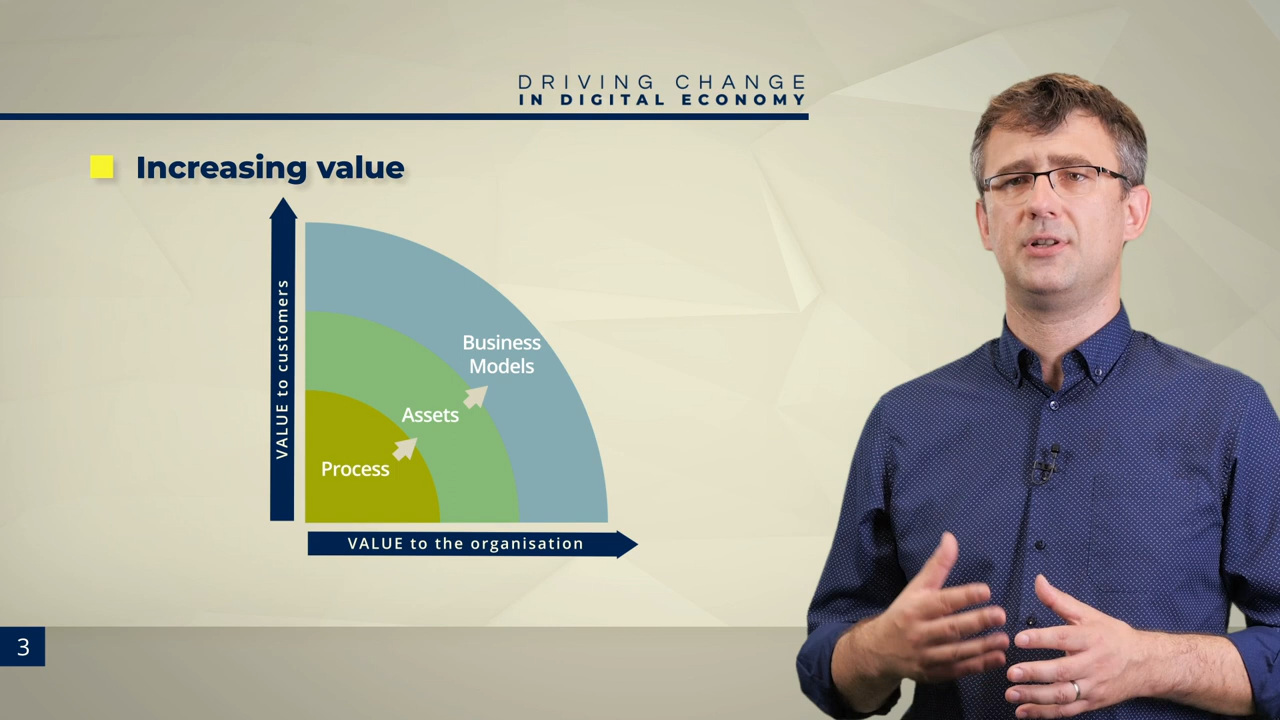 DRIVING CHANGE
IN DIGITAL ECONOMY
Increasing value
VALUE to customers
Business
Models
Assets
Process
VALUE to the organisation
3